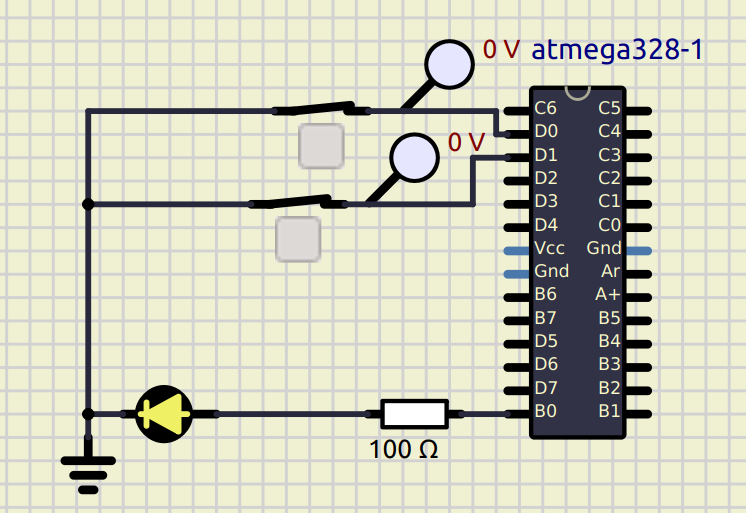 0 V
atmega328-1
0 V
C6 C5
D0 C4
D1 C3
D2 C2
D3 C1
D4 C0
Vcc Gnd
Gnd Ar
B6 A+
B7 B5
D5 B4
D6 B3
D7 B2
B0 B1
100 Ω